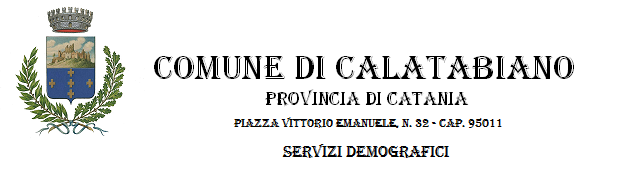 COMUNE DI CALATABIANO
PROVINCIA DI CATANIA
PIAZZA VITTORIO EMANUELE, N. 32 - CAP. 95011
SERVIZI DEMOGRAFICI